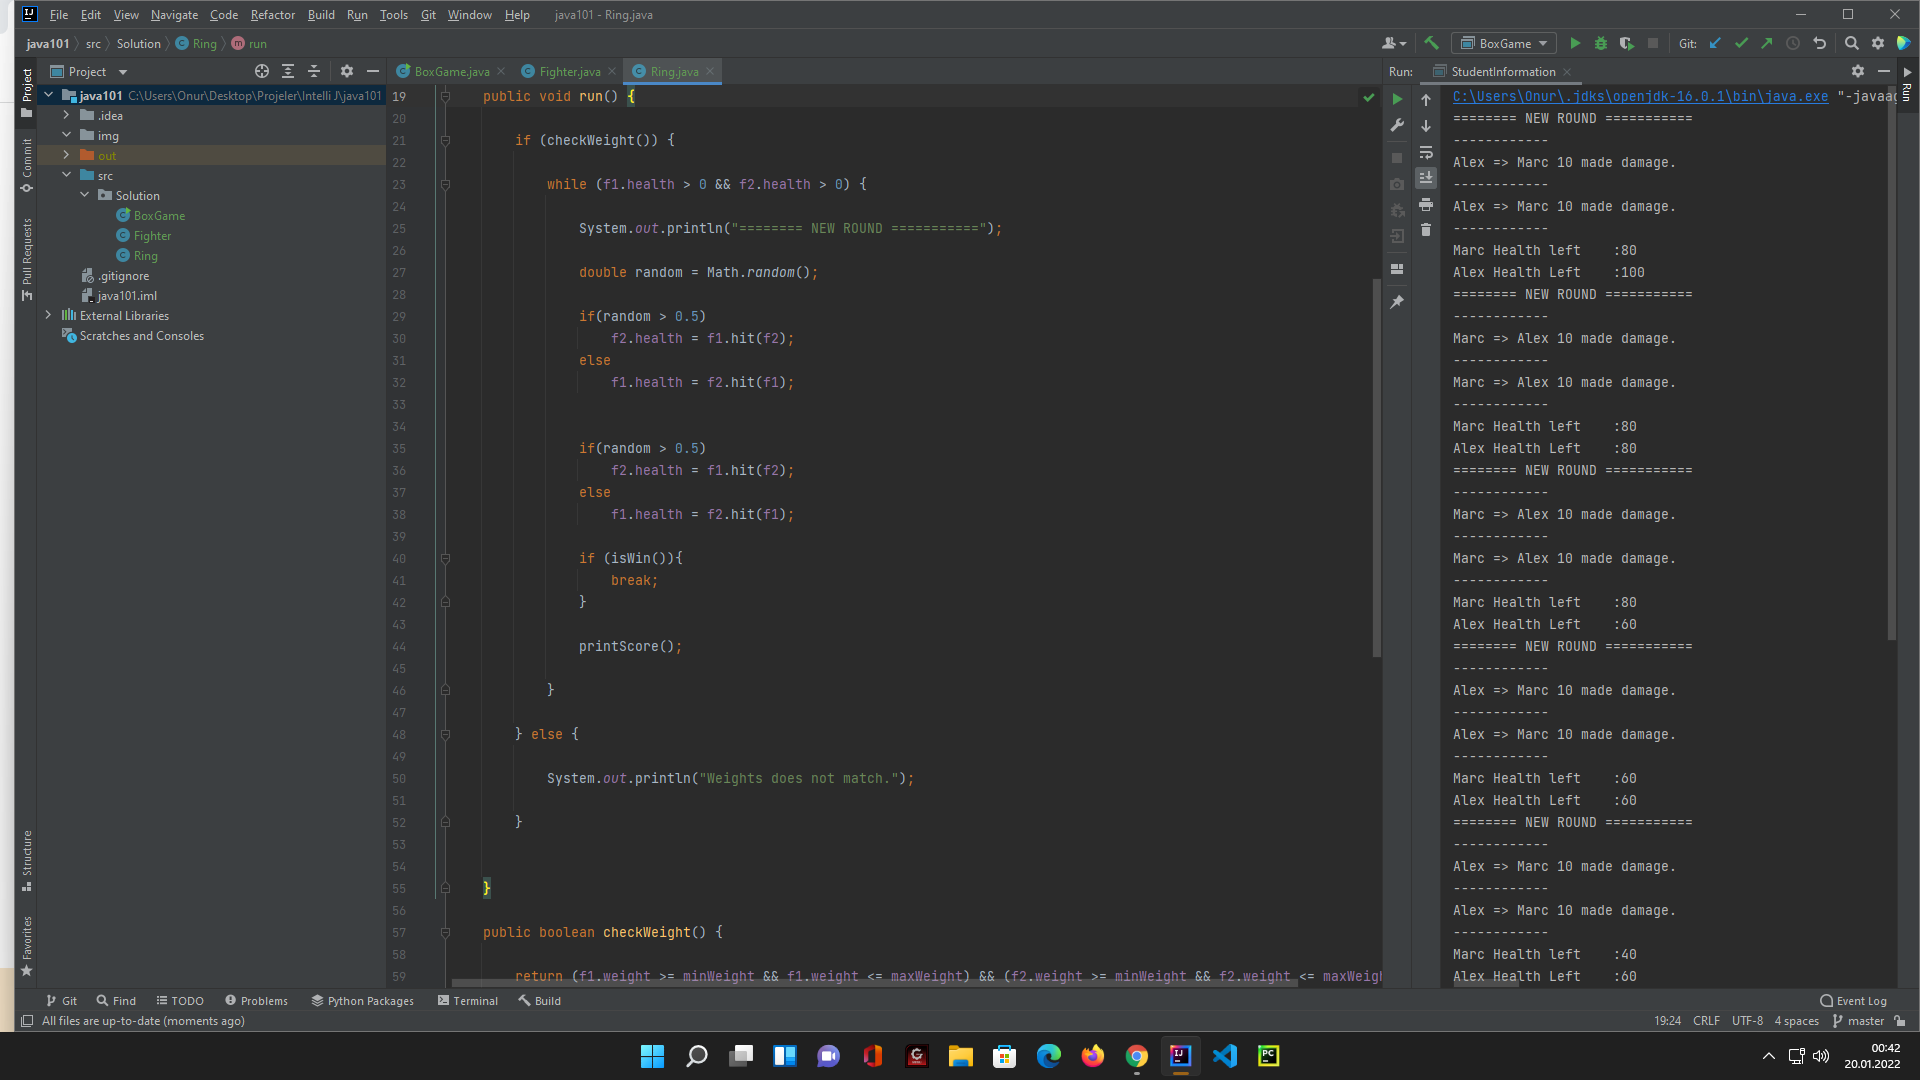 File Edit View Navigate Code Refactor Build Run Tools Git Window Help java101 - Ring.java
java101 src Solution Ring run
BoxGame
Git:
Project
BoxGame.java Fighter.java Ring.java
Run: StudentInformation
Project
Commit
Pull Requests
Structure
Favorites
Run
java101 C:\Users\Onur\Desktop\Projeler\Intelli J\java101
.idea
img
out
src
Solution
BoxGame
Fighter
Ring
.gitignore
java101.iml
External Libraries
Scratches and Consoles
19 public void run() {
20
21 if (checkWeight()) {
22
23 while (f1.health > 0 && f2.health > 0) {
24
25 System.out.println("======== NEW ROUND ===========");
26
27 double random = Math.random();
28
29 if(random > 0.5)
30 f2.health = f1.hit(f2);
31 else
32 f1.health = f2.hit(f1);
33
34
35 if(random > 0.5)
36 f2.health = f1.hit(f2);
37 else
38 f1.health = f2.hit(f1);
39
40 if (isWin()){
41 break;
42 }
43
44 printScore();
45
46 }
47
48 } else {
49
50 System.out.println("Weights does not match.");
51
52 }
53
54
55 }
56
57 public boolean checkWeight() {
58
59 return (f1.weight >= minWeight && f1.weight <= maxWeight) && (f2.weight >= minWeight && f2.weight <= maxWeigh
C:\Users\Onur\.jdks\openjdk-16.0.1\bin\java.exe "-javaag
======== NEW ROUND ===========
------------
Alex => Marc 10 made damage.
------------
Alex => Marc 10 made damage.
------------
Marc Health left :80
Alex Health Left :100
======== NEW ROUND ===========
------------
Marc => Alex 10 made damage.
------------
Marc => Alex 10 made damage.
------------
Marc Health left :80
Alex Health Left :80
======== NEW ROUND ===========
------------
Marc => Alex 10 made damage.
------------
Marc => Alex 10 made damage.
------------
Marc Health left :80
Alex Health Left :60
======== NEW ROUND ===========
------------
Alex => Marc 10 made damage.
------------
Alex => Marc 10 made damage.
------------
Marc Health left :60
Alex Health Left :60
======== NEW ROUND ===========
------------
Alex => Marc 10 made damage.
------------
Alex => Marc 10 made damage.
------------
Marc Health left :40
Alex Health Left :60
Git Find TODO Problems Python Packages Terminal Build Event Log
All files are up-to-date (moments ago) 19:24 CRLF UTF-8 4 spaces master
00:42
20.01.2022